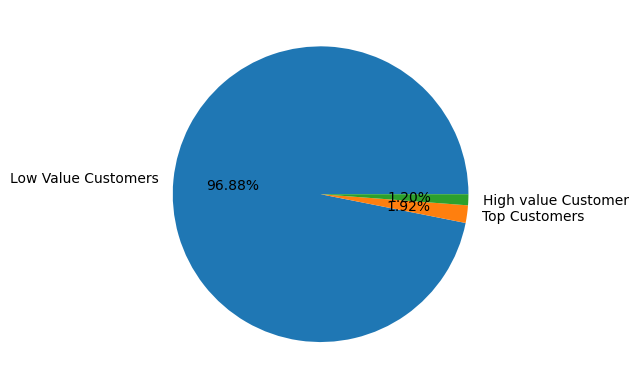 Low Value Customers
96.88%
1.20%
1.92%
High value Customer
Top Customers